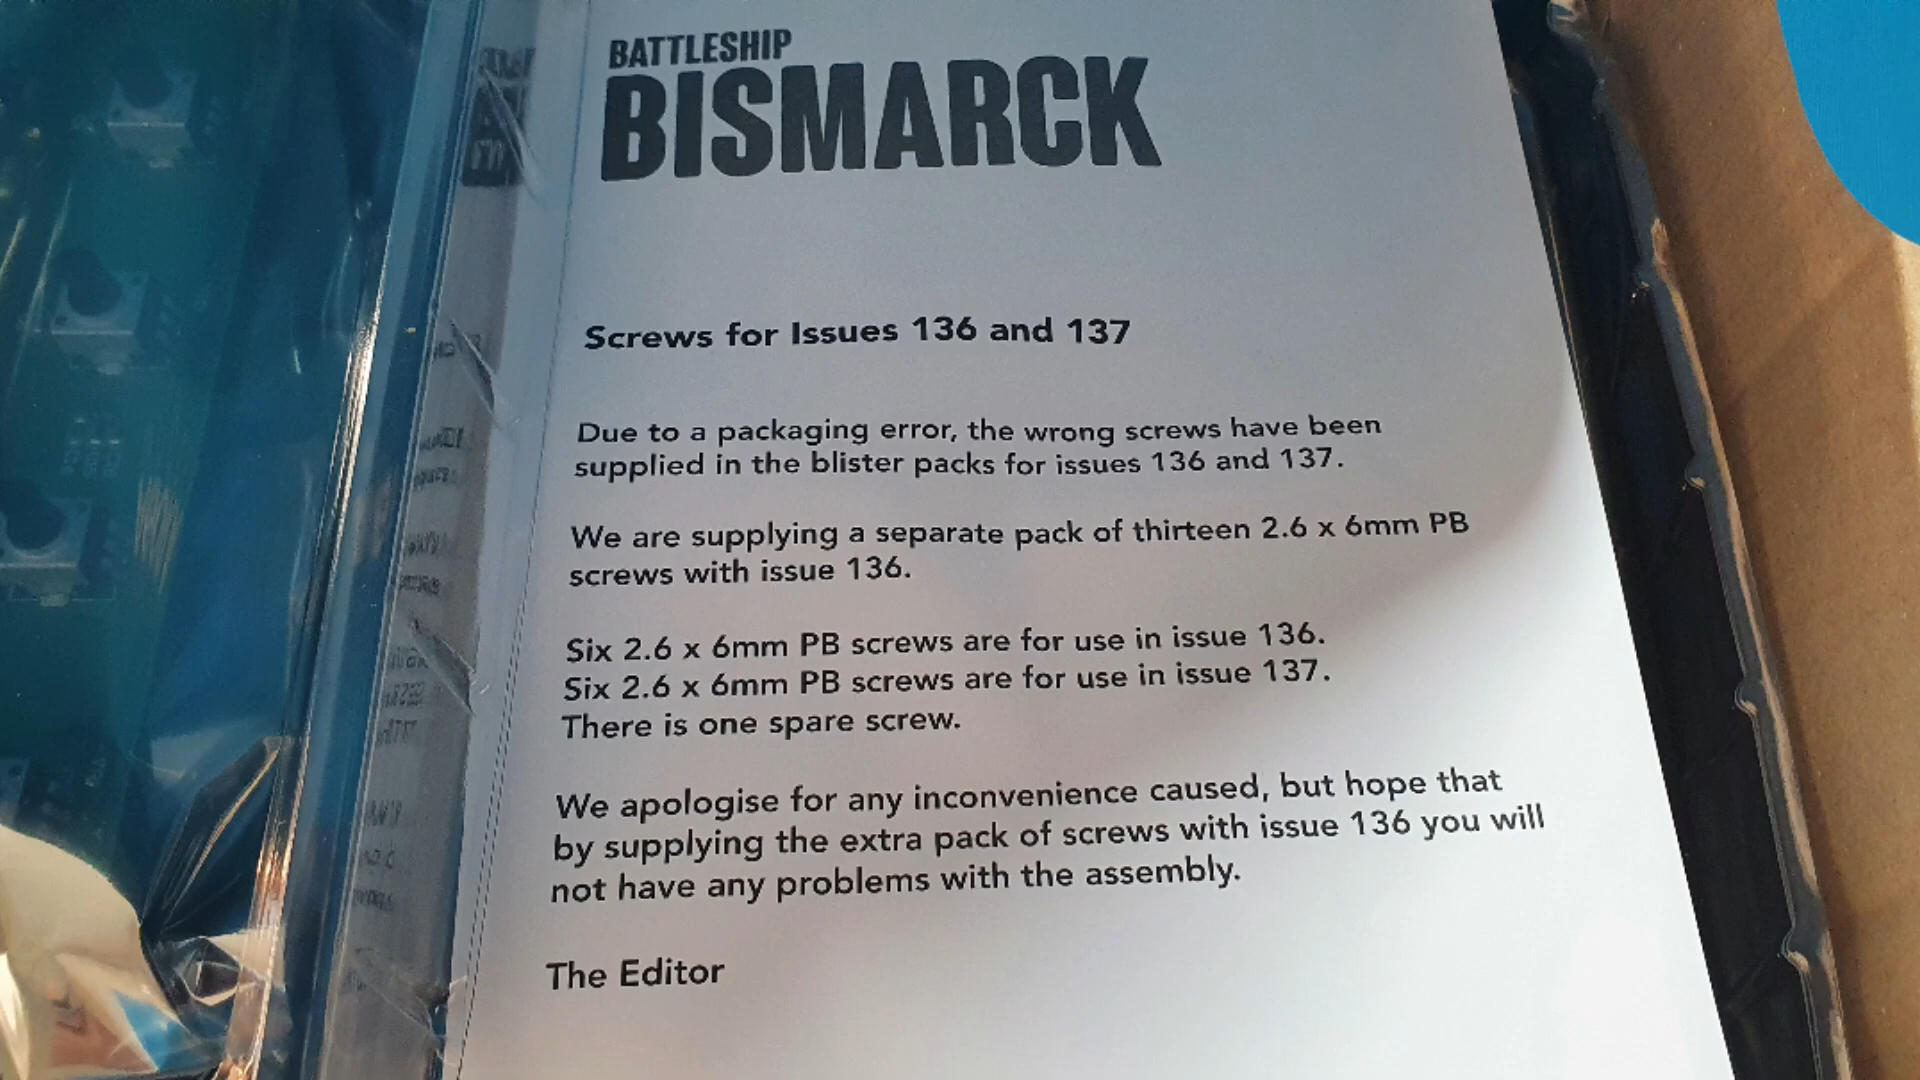 BATTLESHIP
BISMARCK
Screws for Issues 136 and 137
Due to a packaging error, the wrong screws have been
supplied in the blister packs for issues 136 and 137.
We are supplying a separate pack of thirteen 2.6 x 6mm PB
screws with issue 136.
Six 2.6 x 6mm PB screws are for use in issue 136.
Six 2.6 x 6mm PB screws are for use in issue 137.
There is one spare screw.
We apologise for any inconvenience caused, but hope that
by supplying the extra pack of screws with issue 136 you will
not have any problems with the assembly.
The Editor